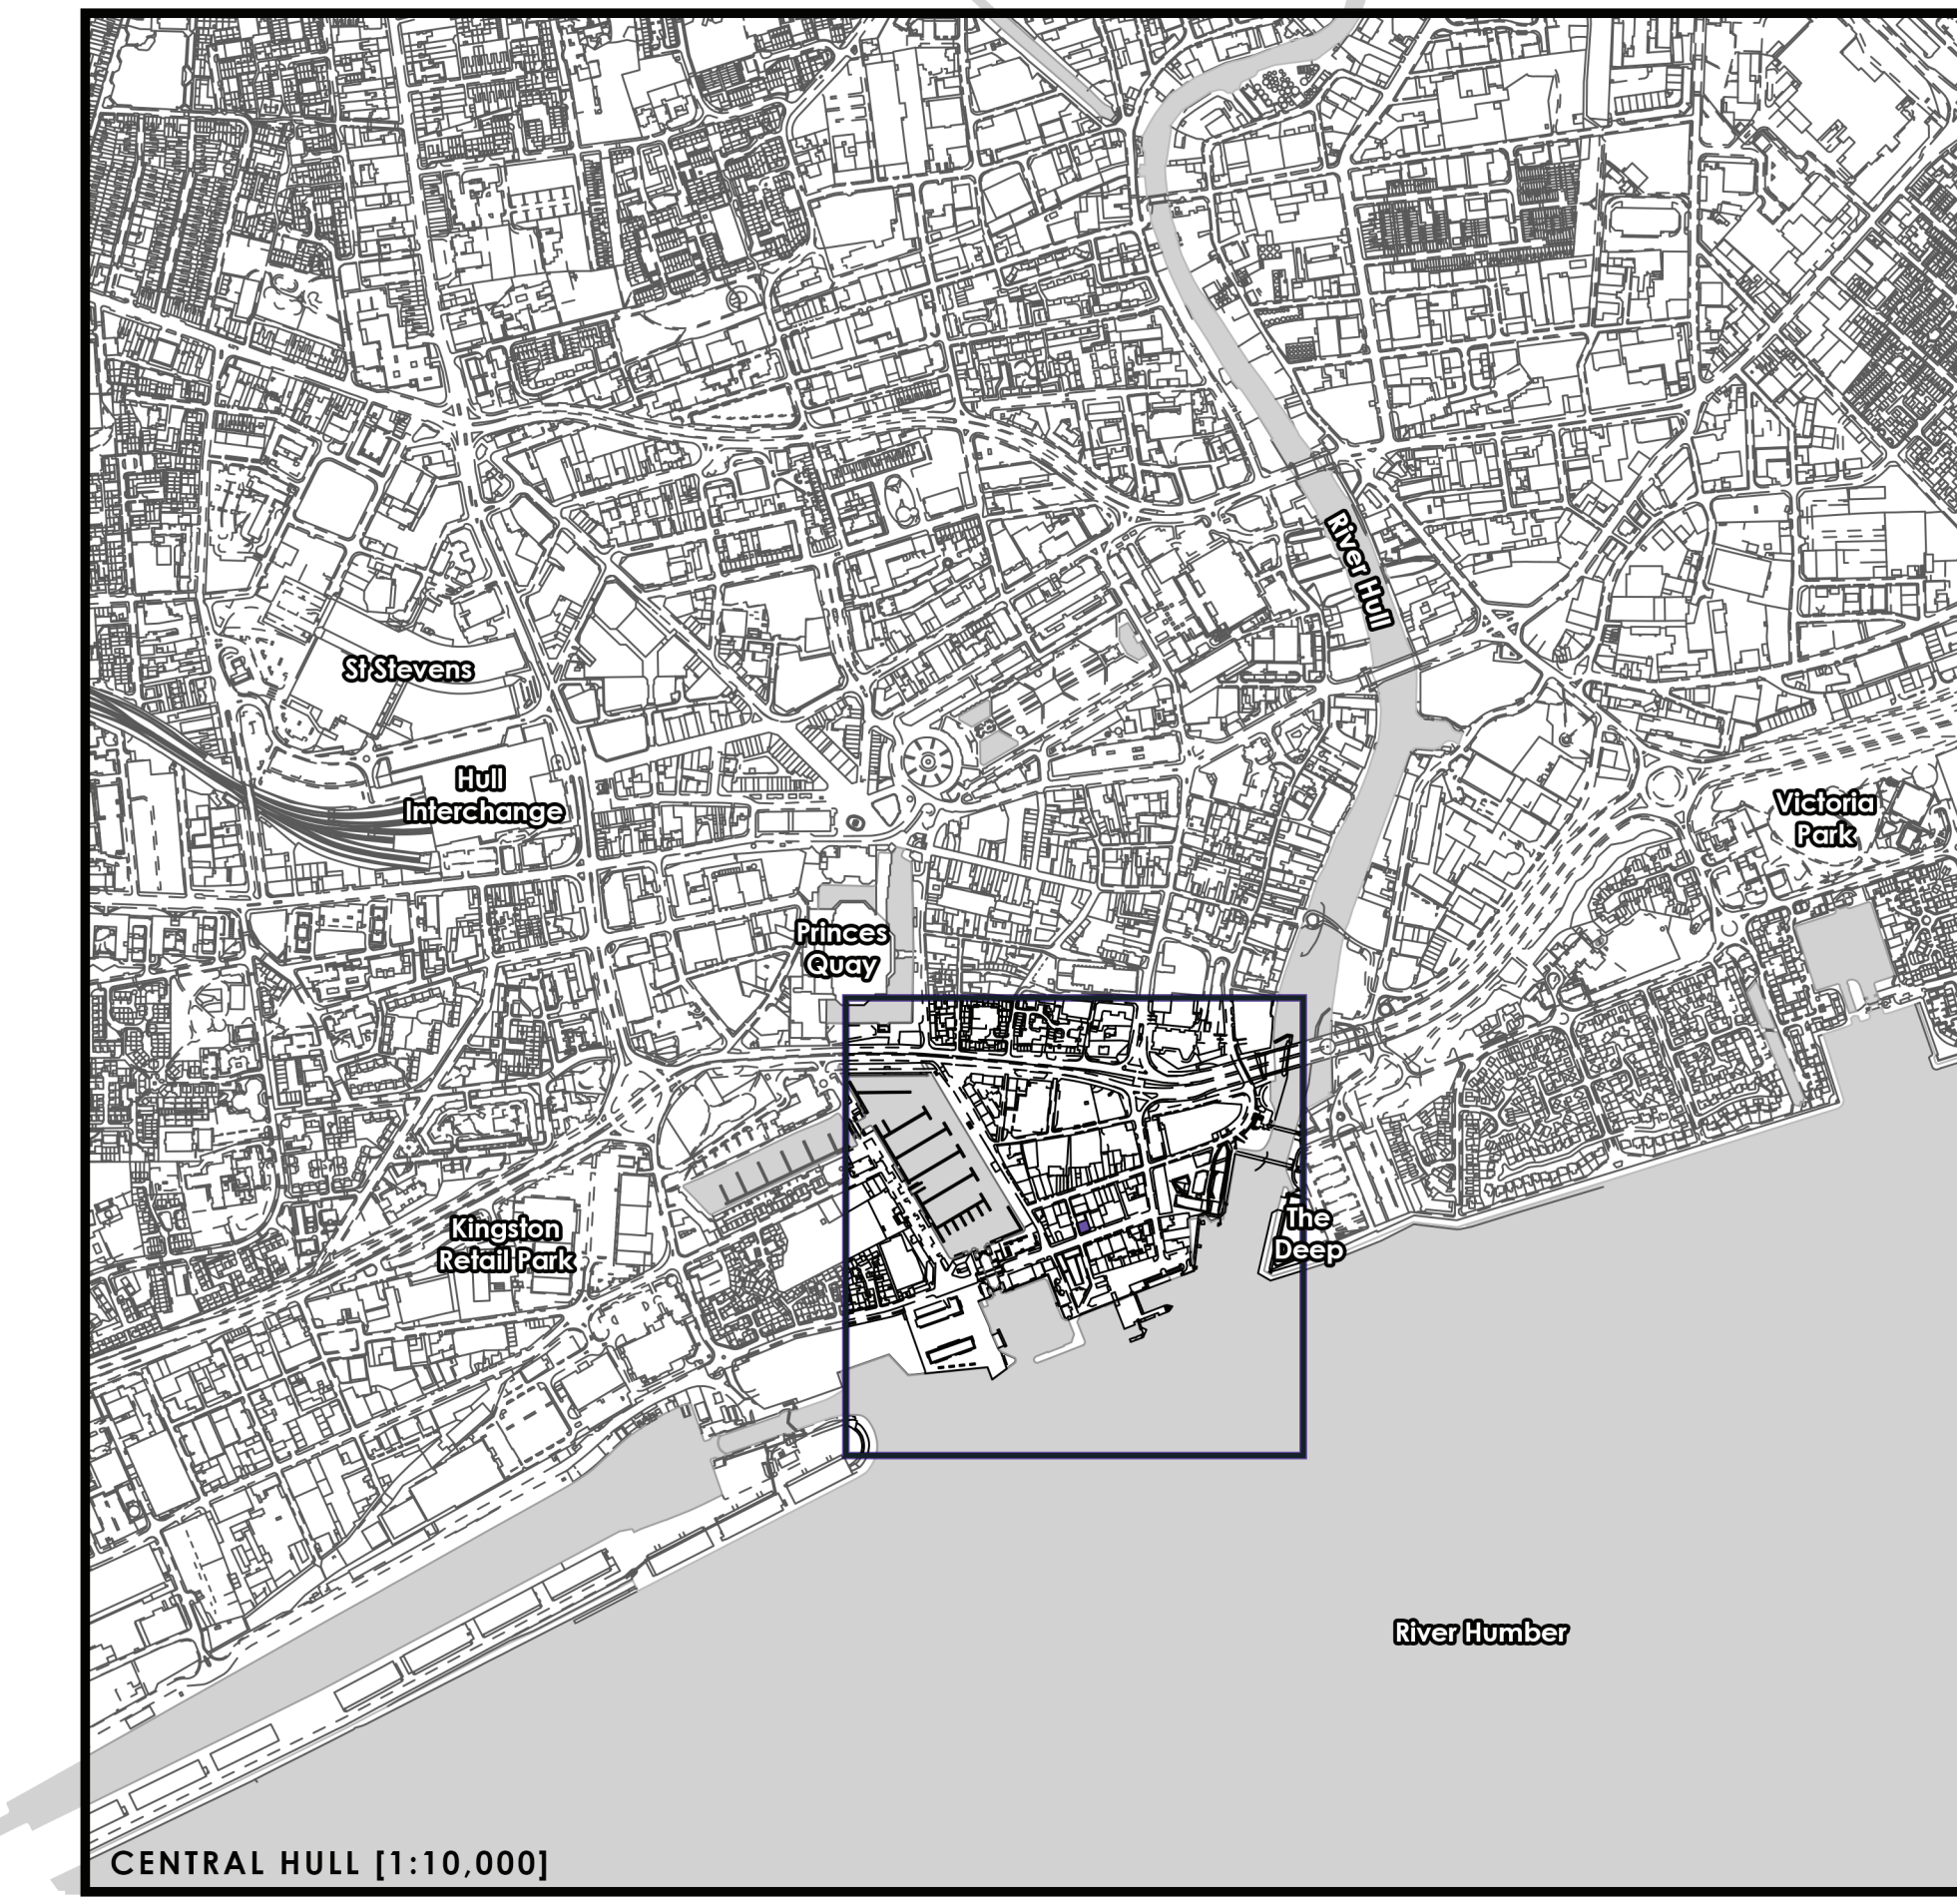 River Hull
St Stevens
Hull
Interchange
Victoria
Park
Princes
Quay
The
Deep
Kingston
Retail Park
River Humber
CENTRAL HULL [1:10,000]